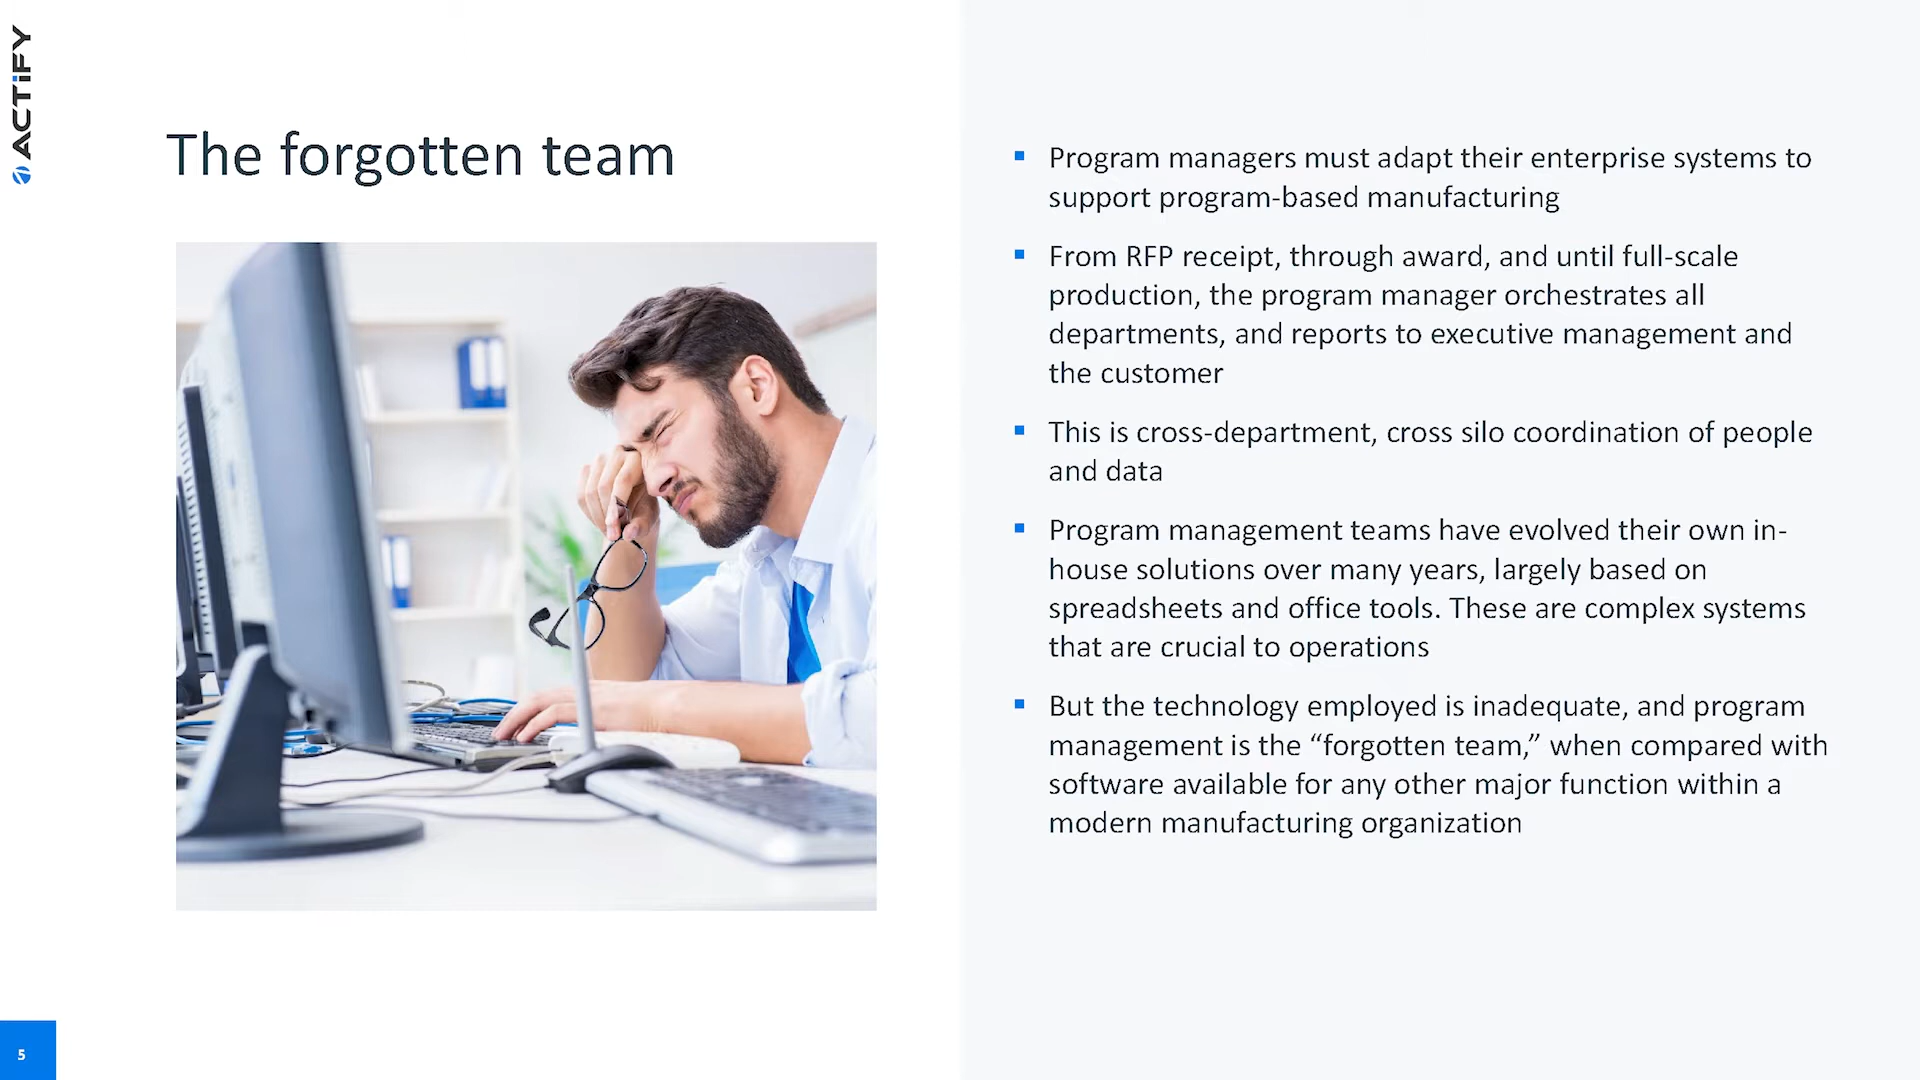 ACTiFY
The forgotten team
Program managers must adapt their enterprise systems to
support program-based manufacturing
From RFP receipt, through award, and until full-scale
production, the program manager orchestrates all
departments, and reports to executive management and
the customer
This is cross-department, cross silo coordination of people
and data
Program management teams have evolved their own in-
house solutions over many years, largely based on
spreadsheets and office tools. These are complex systems
that are crucial to operations
But the technology employed is inadequate, and program
management is the “forgotten team,” when compared with
software available for any other major function within a
modern manufacturing organization
5